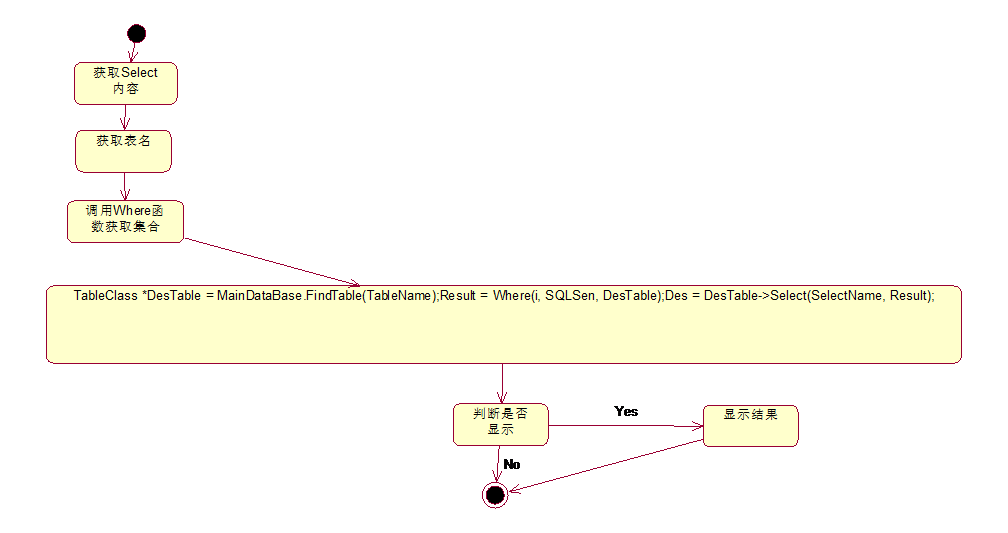 获取Select
内容
获取表名
调用Where函
数获取集合
TableClass *DesTable = MainDataBase.FindTable(TableName);Result = Where(i, SQLSen, DesTable);Des = DesTable->Select(SelectName, Result);
判断是否
显示
Yes
显示结果
No